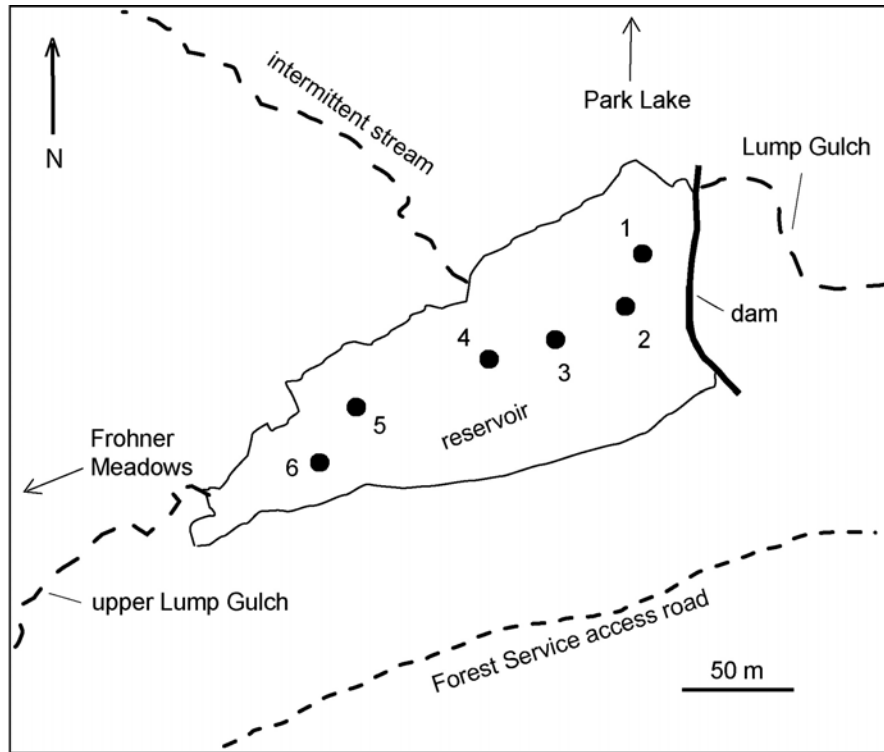 intermittent stream
Park Lake
N
Lump Gulch
1
2
dam
4
3
5
reservoir
6
Frohner
Meadows
upper Lump Gulch
Forest Service access road
50 m